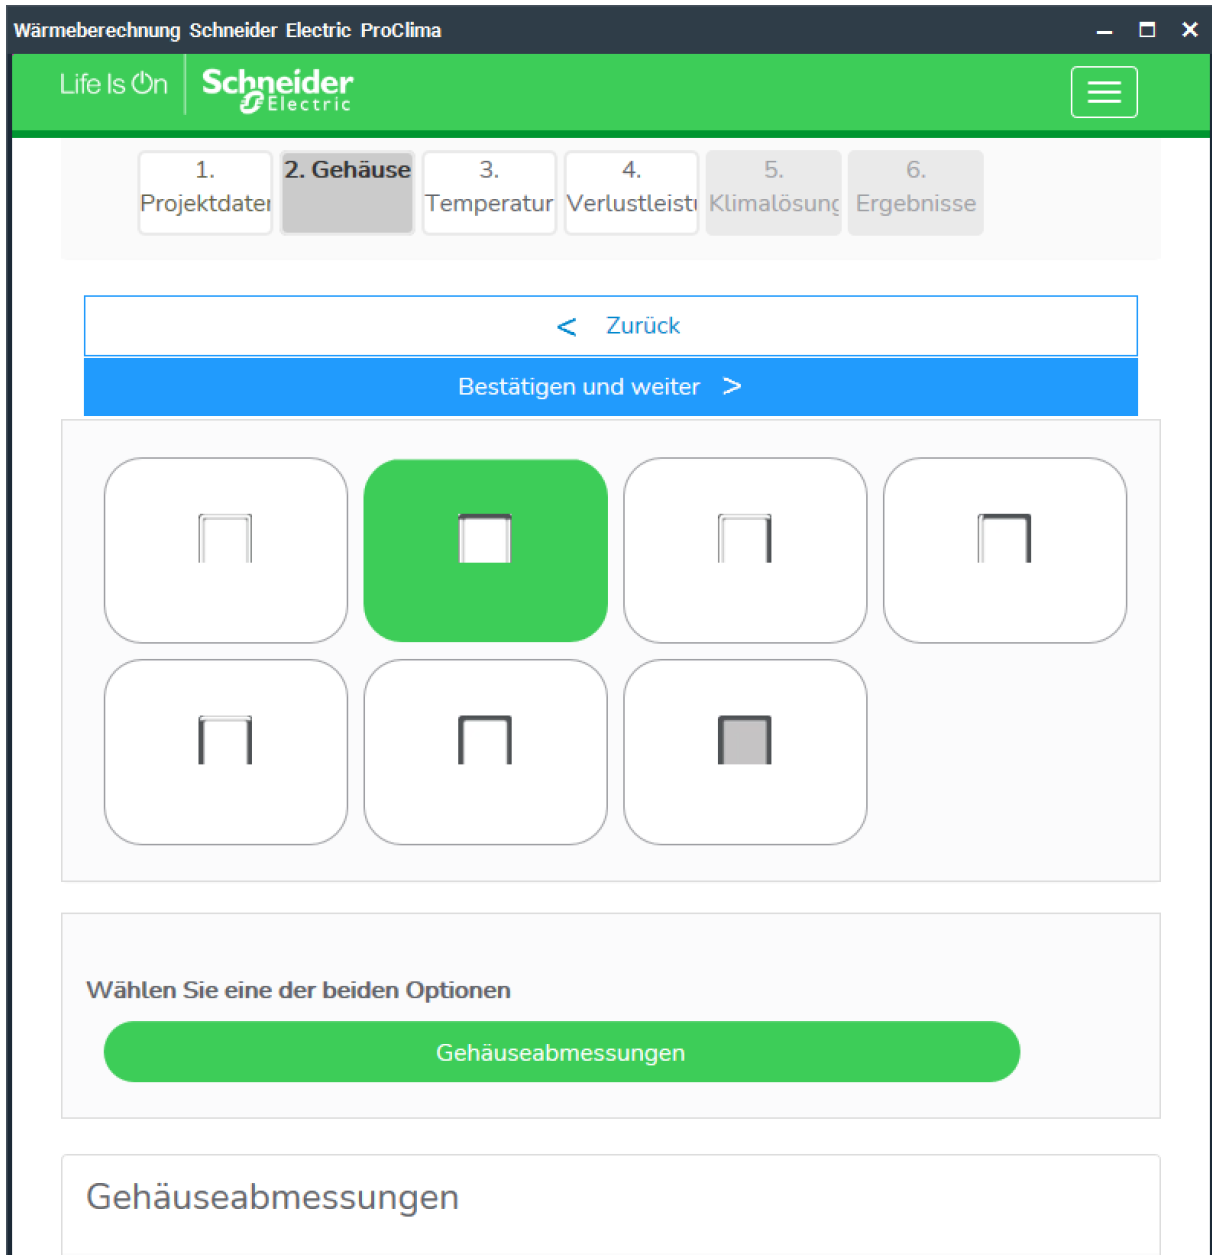 Wärmeberechnung Schneider Electric ProClima
Life Is On
Schneider
Electric
1.
Projektdaten
2. Gehäuse
3.
Temperatur
4.
Verlustleistu
5.
Klimalösung
6.
Ergebnisse
< Zurück
Bestätigen und weiter >
Wählen Sie eine der beiden Optionen
Gehäuseabmessungen
Gehäuseabmessungen